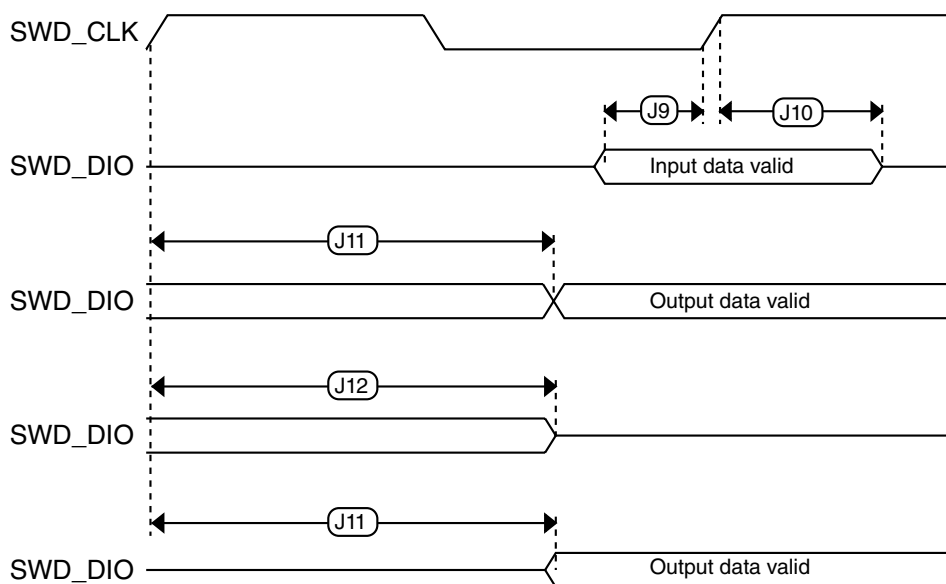 SWD_CLK
J9
J10
SWD_DIO
Input data valid
J11
SWD_DIO
Output data valid
J12
SWD_DIO
J11
SWD_DIO
Output data valid